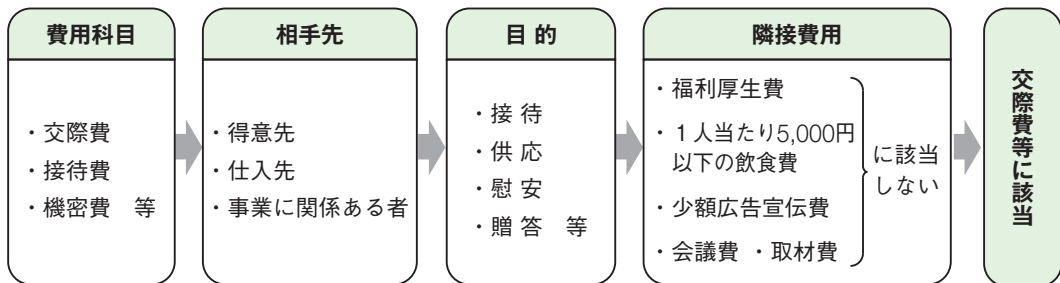 費用科目
・交際費
・接待費
・機密費　等
相手先
・得意先
・仕入先
・事業に関係ある者
目 的
・接 待
・供 応
・慰 安
・贈 答　等
隣接費用
・福利厚生費
・１人当たり5,000円
以下の飲食費
・少額広告宣伝費
・会議費 ・取材費
に該当
しない
交際費等に該当